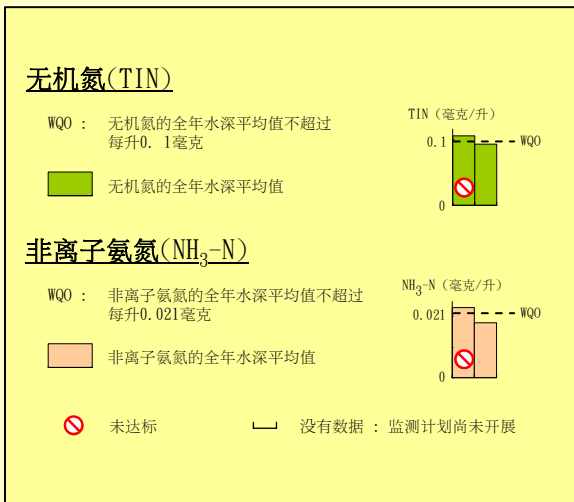 无机氮(TIN)
WQO : 无机氮的全年水深平均值不超过
每升0. 1毫克
无机氮的全年水深平均值
TIN (毫克/升)
0.1
WQO
0
非离子氨氮(NH3-N)
WQO : 非离子氨氮的全年水深平均值不超过
每升0.021毫克
非离子氨氮的全年水深平均值
NH3-N (毫克/升)
0.021
WQO
0
未达标
没有数据 : 监测计划尚未开展